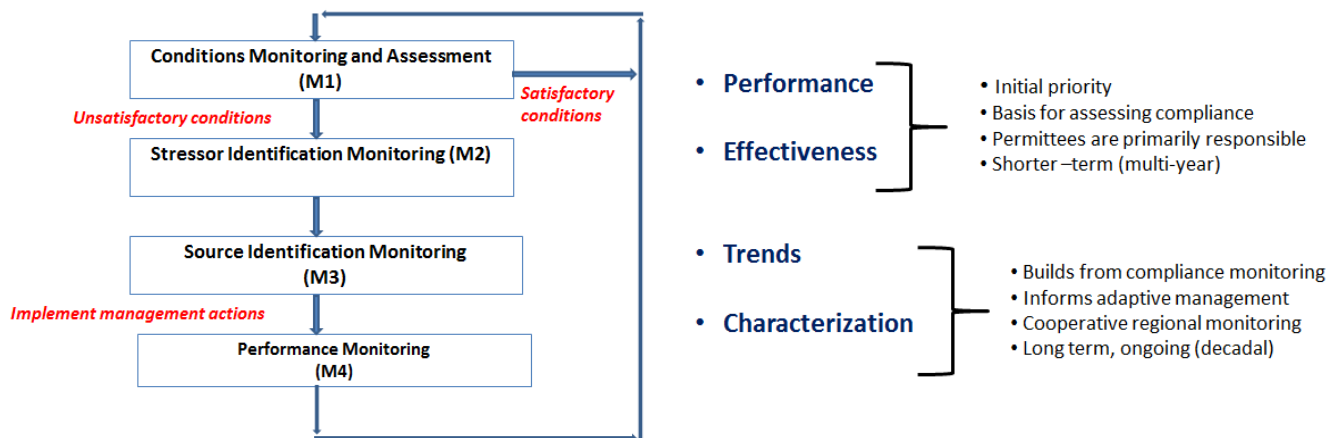 Conditions Monitoring and Assessment
(M1)
Unsatisfactory conditions
Satisfactory
conditions
Stressor Identification Monitoring (M2)
Source Identification Monitoring
(M3)
Implement management actions
Performance Monitoring
(M4)
• Performance
• Effectiveness
• Initial priority
• Basis for assessing compliance
• Permittees are primarily responsible
• Shorter –term (multi-year)
• Trends
• Characterization
• Builds from compliance monitoring
• Informs adaptive management
• Cooperative regional monitoring
• Long term, ongoing (decadal)